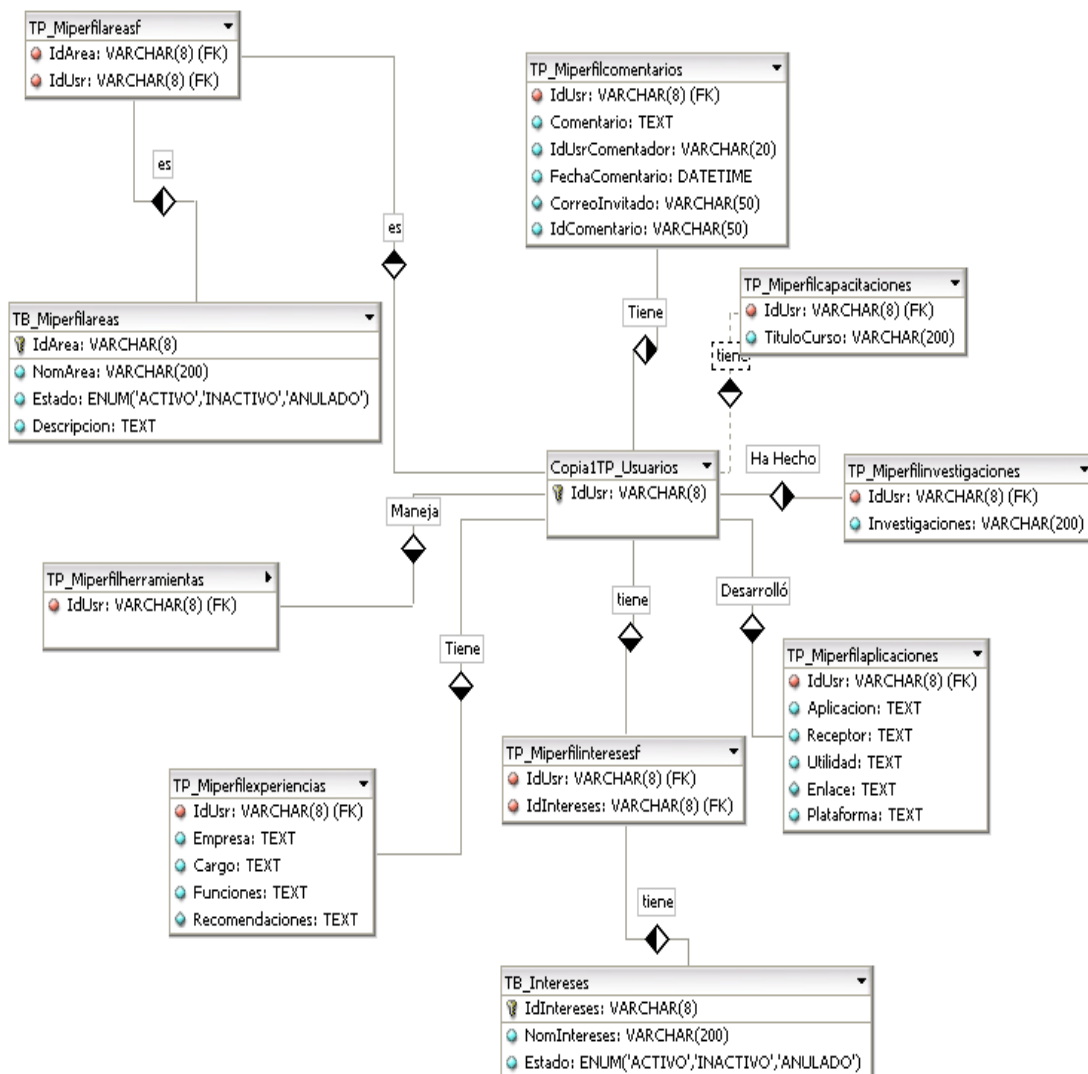 TP_Miperfilareasf
IdArea: VARCHAR(8) (FK)
IdUsr: VARCHAR(8) (FK)
es
es
TB_Miperfilareas
IdArea: VARCHAR(8)
NomArea: VARCHAR(200)
Estado: ENUM('ACTIVO','INACTIVO','ANULADO')
Descripcion: TEXT
TP_Miperfilcomentarios
IdUsr: VARCHAR(8) (FK)
Comentario: TEXT
IdUsrComentador: VARCHAR(20)
FechaComentario: DATETIME
CorreoInvitado: VARCHAR(50)
IdComentario: VARCHAR(50)
Tiene
TP_Miperfilcapacitaciones
IdUsr: VARCHAR(8) (FK)
TituloCurso: VARCHAR(200)
tiene
Copia1TP_Usuarios
IdUsr: VARCHAR(8)
Ha Hecho
TP_Miperfilinvestigaciones
IdUsr: VARCHAR(8) (FK)
Investigaciones: VARCHAR(200)
Maneja
TP_Miperfilherramientas
IdUsr: VARCHAR(8) (FK)
Tiene
tiene
Desarrolló
TP_Miperfilaplicaciones
IdUsr: VARCHAR(8) (FK)
Aplicacion: TEXT
Receptor: TEXT
Utilidad: TEXT
Enlace: TEXT
Plataforma: TEXT
TP_Miperfilexperiencias
IdUsr: VARCHAR(8) (FK)
Empresa: TEXT
Cargo: TEXT
Funciones: TEXT
Recomendaciones: TEXT
TP_Miperfilinteresesf
IdUsr: VARCHAR(8) (FK)
IdIntereses: VARCHAR(8) (FK)
tiene
TB_Intereses
IdIntereses: VARCHAR(8)
NomIntereses: VARCHAR(200)
Estado: ENUM('ACTIVO','INACTIVO','ANULADO')